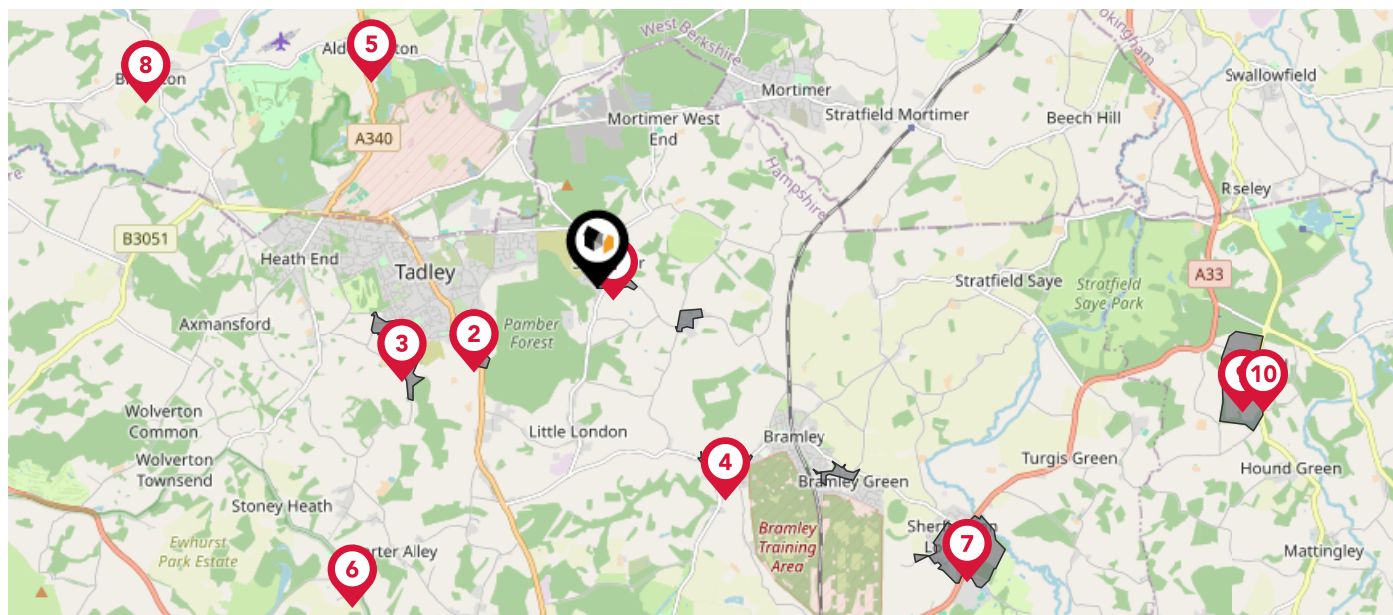 West Berkshire
Wokingham
5
8
Swallowfield
Mortimer
Stratfield Mortimer
Beech Hill
Mortimer West
End
A340
Hampshire
Riseley
B3051
Heath End
Tadley
A33
Stratfield Saye
Stratfield
Saye Park
Axmansford
Pamber
Forest
2
3
10
Wolverton
Common
Little London
Bramley
4
Wolverton
Townsend
Turgis Green
Hound Green
Bramley Green
Stoney Heath
Bramley
Training
Area
Ewhurst
Park Estate
7
Mattingley
6